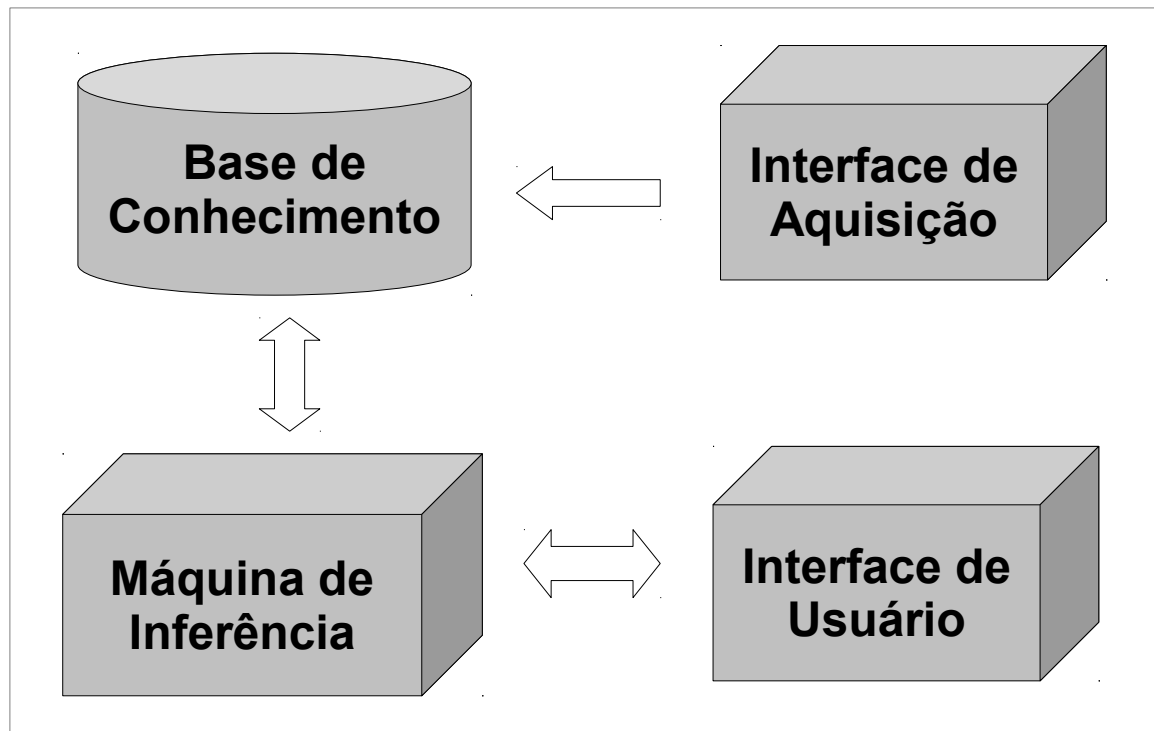 Base de
Conhecimento
Interface de
Aquisição
Máquina de
Inferência
Interface de
Usuário